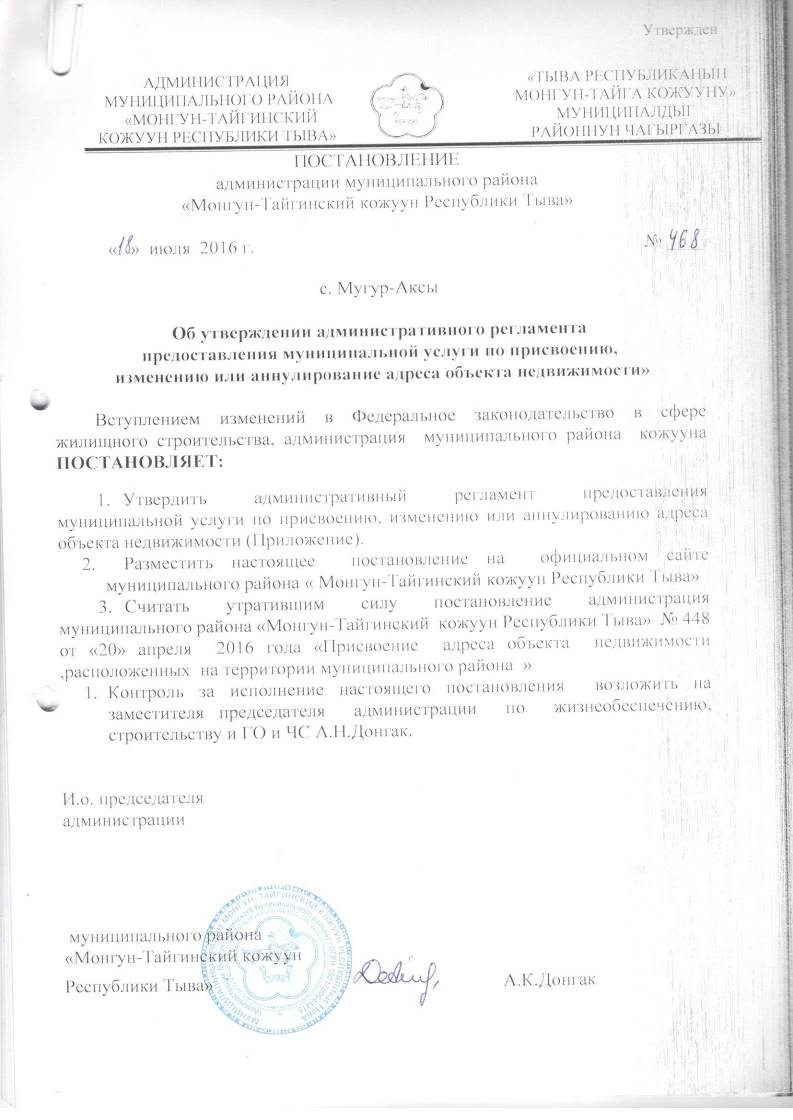 Утвержден
АДМИНИСТРАЦИЯ
МУНИЦИПАЛЬНОГО РАЙОНА
«МОНГУН-ТАЙГИНСКИЙ
КОЖУУН РЕСПУБЛИКИ ТЫВА»
«ТЫВА РЕСПУБЛИКАНЫН
МОНГУН-ТАЙГА КОЖУУНУ»
МУНИЦИПАЛДЫГ
РАЙОННУН ЧАГЫРГАЗЫ
ПОСТАНОВЛЕНИЕ
администрации муниципального района
«Монгун-Тайгинский кожуун Республики Тыва»
«18» июля 2016 г. № 468
с. Мугур-Аксы
Об утверждении административного регламента
предоставления муниципальной услуги по присвоению,
изменению или аннулирование адреса объекта недвижимости»
Вступлением изменений в Федеральное законодательство в сфере
жилищного строительства, администрация муниципального района кожууна
ПОСТАНОВЛЯЕТ:
1. Утвердить административный регламент предоставления
муниципальной услуги по присвоению, изменению или аннулированию адреса
объекта недвижимости (Приложение).
2. Разместить настоящее постановление на официальном сайте
муниципального района « Монгун-Тайгинский кожуун Республики Тыва»
3. Считать утратившим силу постановление администрация
муниципального района «Монгун-Тайгинский кожуун Республики Тыва» № 448
от «20» апреля 2016 года «Присвоение адреса объекта недвижимости
,расположенных на территории муниципального района »
1. Контроль за исполнение настоящего постановления возложить на
заместителя председателя администрации по жизнеобеспечению,
строительству и ГО и ЧС А.Н.Донгак.
И.о. председателя
администрации
муниципального района
«Монгун-Тайгинский кожуун
Республики Тыва» А.К.Донгак